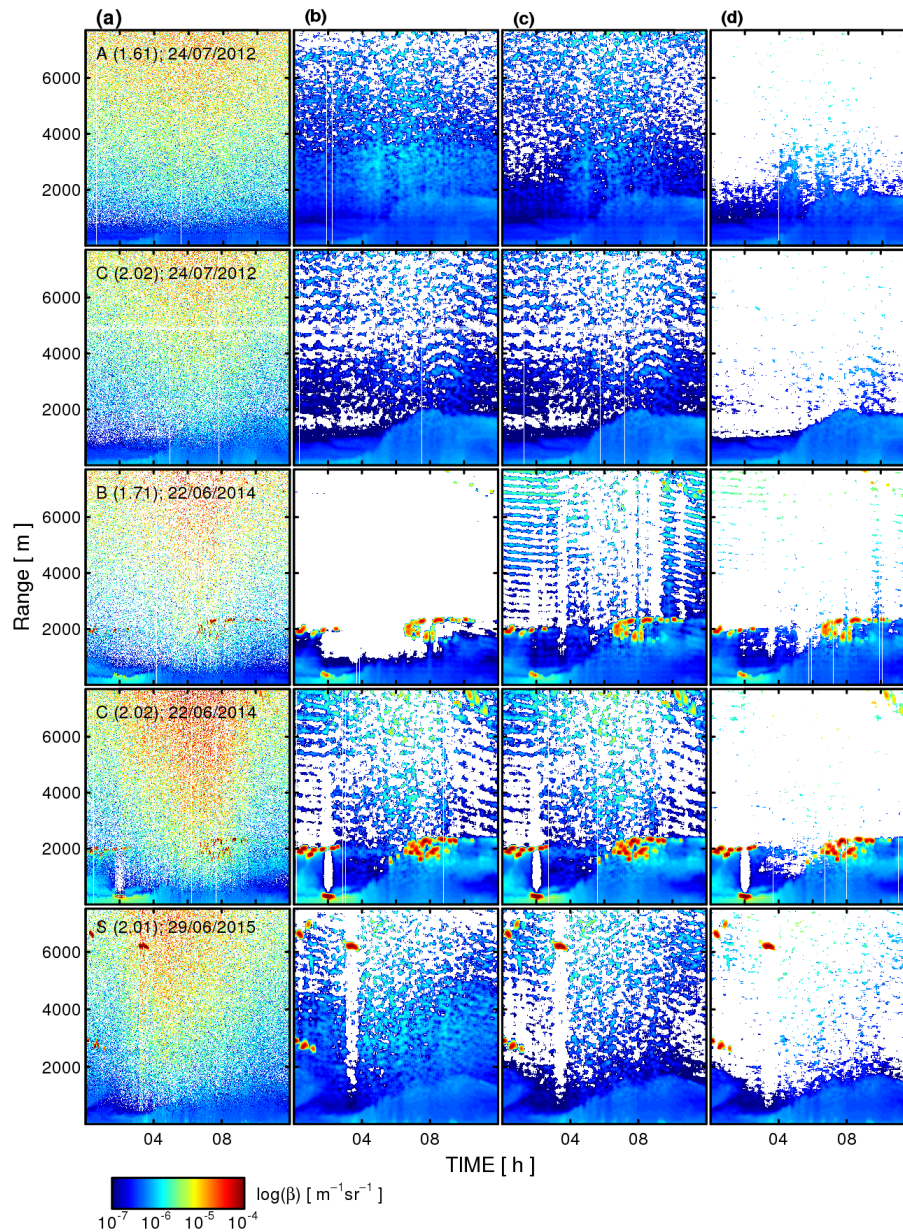 (a) (b) (c) (d)
A (1.61); 24/07/2012
6000
4000
2000
C (2.02); 24/07/2012
6000
4000
2000
B (1.71); 22/06/2014
6000
4000
2000
Range [ m ]
C (2.02); 22/06/2014
6000
4000
2000
S (2.01); 29/06/2015
6000
4000
2000
04 08 04 08 04 08 04 08
TIME [ h ]
log(β) [ m⁻¹sr⁻¹ ]
10⁻⁷ 10⁻⁶ 10⁻⁵ 10⁻⁴